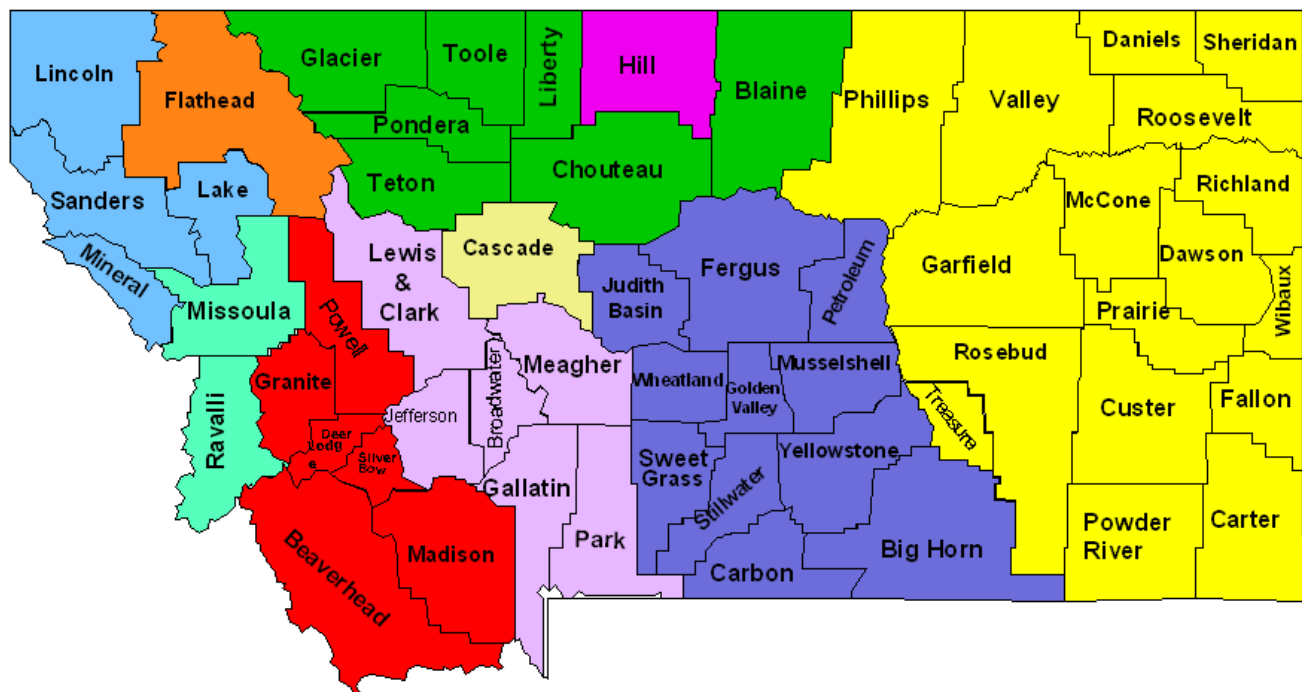 Lincoln
Flathead
Glacier
Toole
Liberty
Hill
Blaine
Phillips
Valley
Daniels
Sheridan
Roosevelt
Pondera
Teton
Chouteau
Sanders
Lake
Mineral
Missoula
Powell
Lewis
&
Clark
Cascade
Judith
Basin
Fergus
Petroleum
Garfield
McCone
Richland
Dawson
Prairie
Wibaux
Ravalli
Granite
Deer
Lodg
e
Silver
Bow
Jefferson
Broadwater
Meagher
Wheatland
Golden
Valley
Musselshell
Rosebud
Treasure
Custer
Fallon
Beaverhead
Madison
Gallatin
Park
Sweet
Grass
Stillwater
Yellowstone
Carbon
Big Horn
Powder
River
Carter